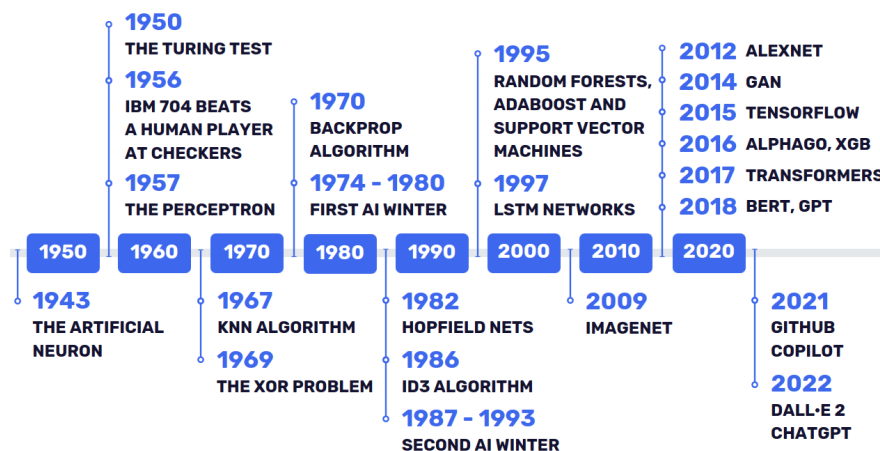 1950
THE TURING TEST
1956
IBM 704 BEATS
A HUMAN PLAYER
AT CHECKERS
1957
THE PERCEPTRON
1970
BACKPROP
ALGORITHM
1974 - 1980
FIRST AI WINTER
1995
RANDOM FORESTS,
ADABOOST AND
SUPPORT VECTOR
MACHINES
1997
LSTM NETWORKS
2012 ALEXNET
2014 GAN
2015 TENSORFLOW
2016 ALPHAGO, XGB
2017 TRANSFORMERS
2018 BERT, GPT
1950 1960 1970 1980 1990 2000 2010 2020
1943
THE ARTIFICIAL
NEURON
1967
KNN ALGORITHM
1969
THE XOR PROBLEM
1982
HOPFIELD NETS
1986
ID3 ALGORITHM
1987 - 1993
SECOND AI WINTER
2009
IMAGENET
2021
GITHUB
COPILOT
2022
DALL·E 2
CHATGPT